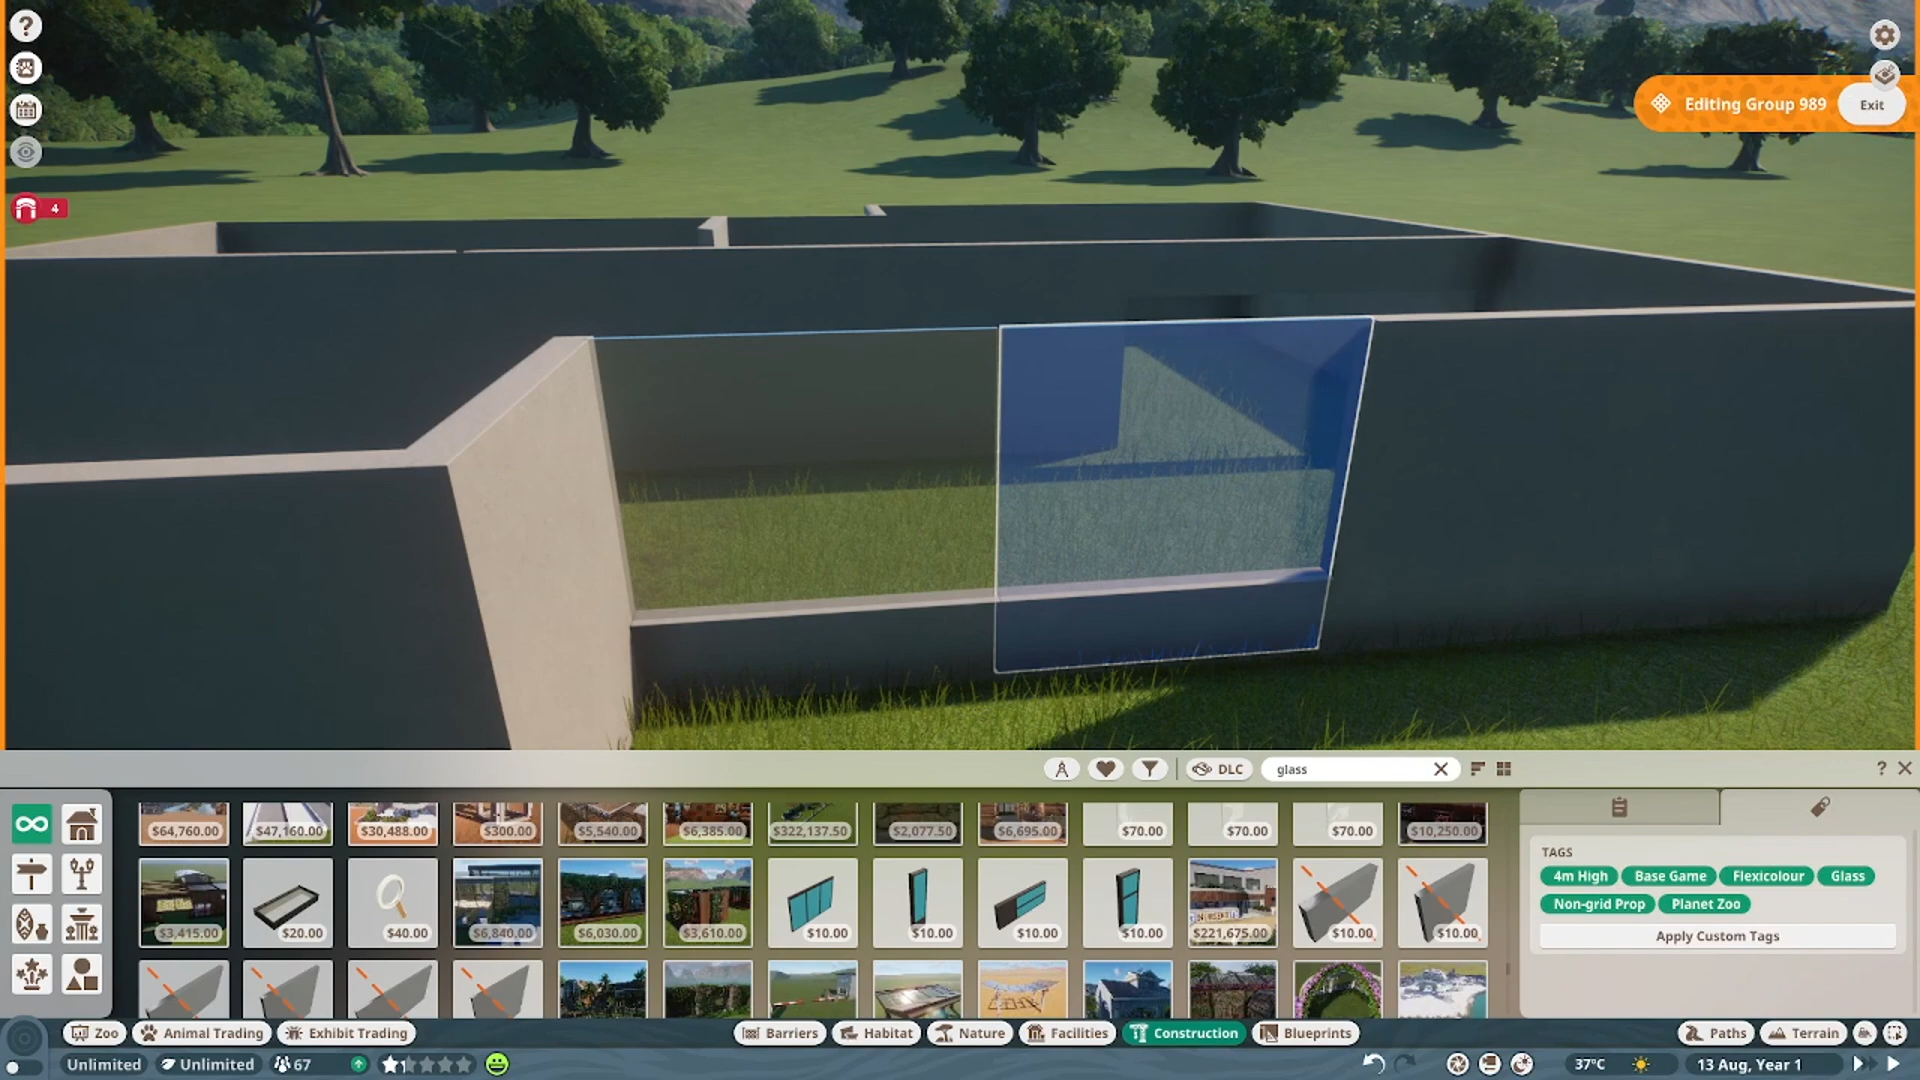 ?
Editing Group 989
Exit
4
DLC
glass
?
$64,760.00
$47,160.00
$30,488.00
$300.00
$5,540.00
$6,385.00
$322,137.50
$2,077.50
$6,695.00
$70.00
$70.00
$70.00
$10,250.00
$3,415.00
$20.00
$40.00
$6,840.00
$6,030.00
$3,610.00
$10.00
$10.00
$10.00
$10.00
$221,675.00
$10.00
$10.00
TAGS
4m High
Base Game
Flexicolour
Glass
Non-grid Prop
Planet Zoo
Apply Custom Tags
Zoo
Animal Trading
Exhibit Trading
Barriers
Habitat
Nature
Facilities
Construction
Blueprints
Paths
Terrain
Unlimited
Unlimited
67
37°C
13 Aug, Year 1